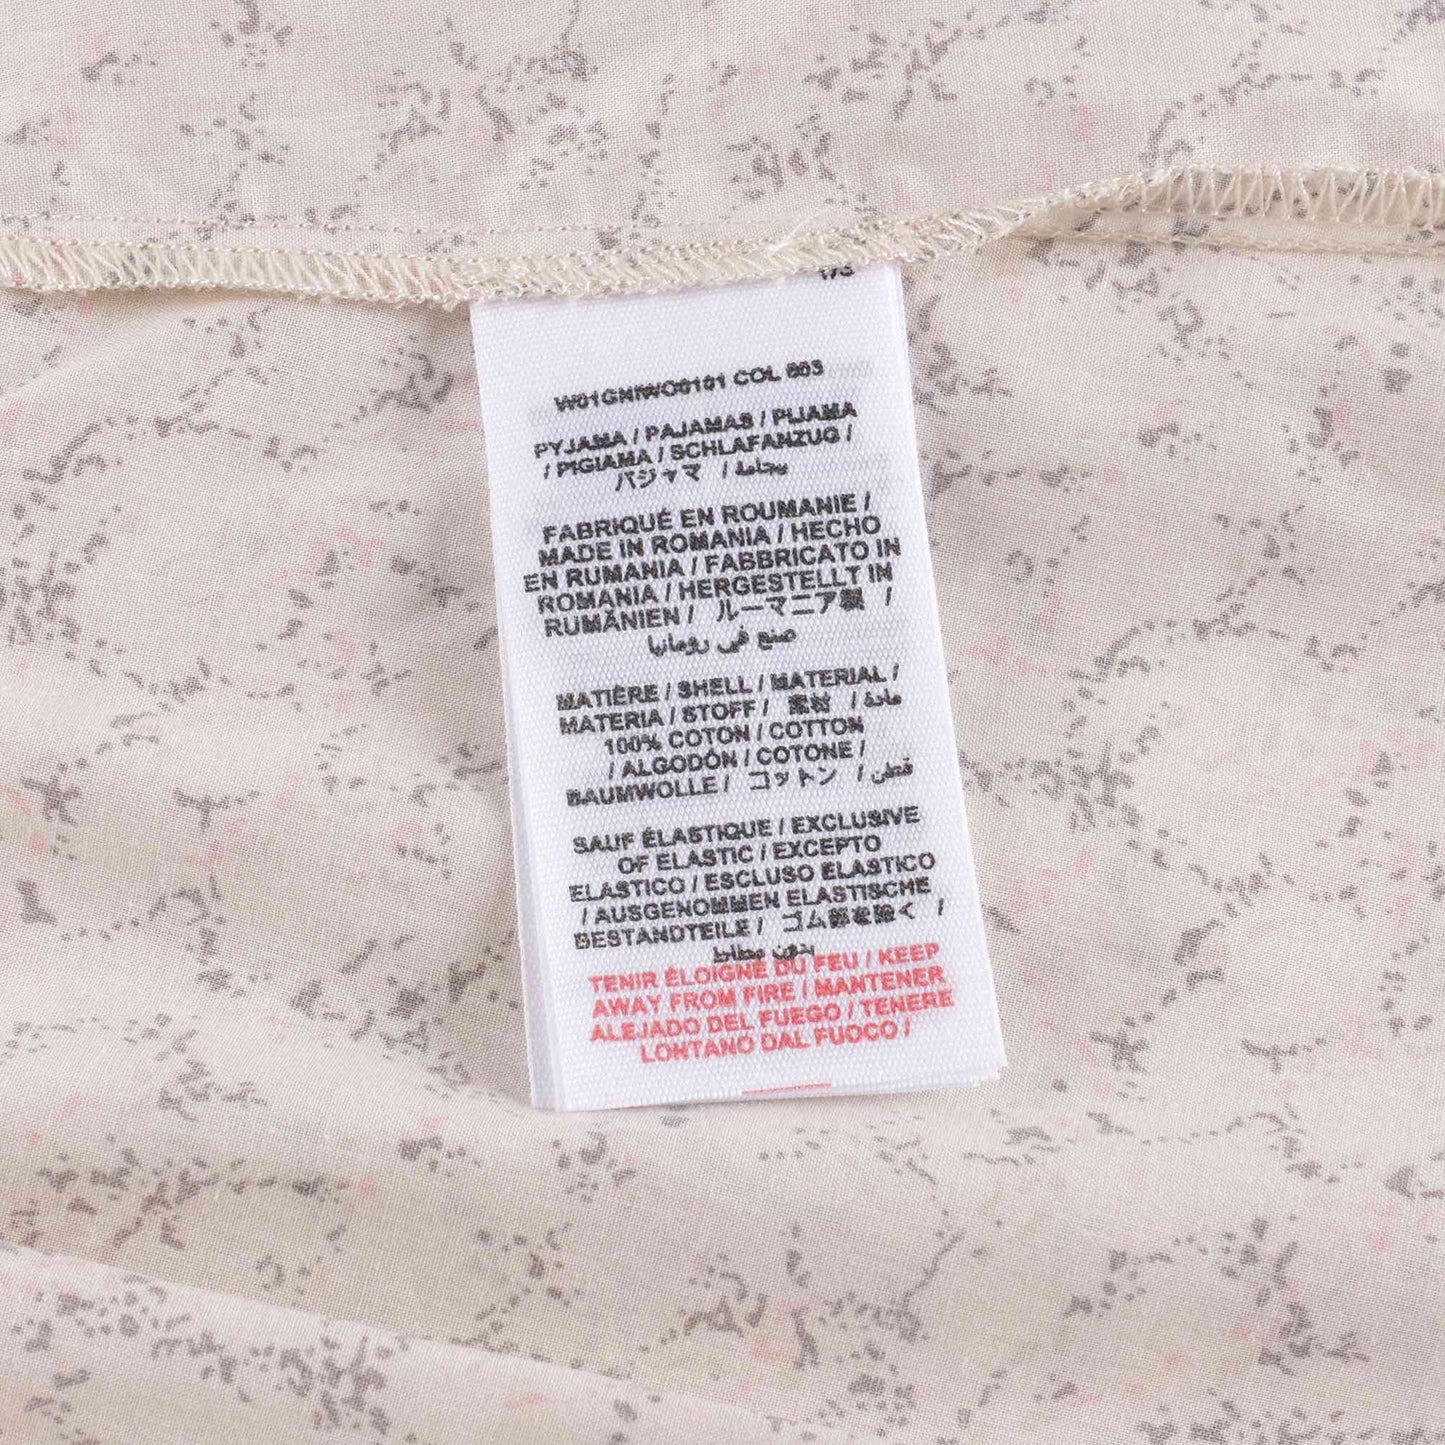 1/3
W01GNIWO0101 COL 803
PYJAMA / PAJAMAS / PIJAMA
/ PIGIAMA / SCHLAFANZUG /
パジャマ / بيجامة
FABRIQUÉ EN ROUMANIE /
MADE IN ROMANIA / HECHO
EN RUMANIA / FABBRICATO IN
ROMANIA / HERGESTELLT IN
RUMÄNIEN / ルーマニア製 /
صنع في رومانيا
MATIÈRE / SHELL / MATERIAL /
MATERIA / STOFF / 素材 / مادة /
100% COTON / COTTON
/ ALGODÓN / COTONE /
BAUMWOLLE / コットン / قطن
SAUF ÉLASTIQUE / EXCLUSIVE
OF ELASTIC / EXCEPTO
ELASTICO / ESCLUSO ELASTICO
/ AUSGENOMMEN ELASTISCHE
BESTANDTEILE / ゴム部を除く /
بدون مطاط
TENIR ÉLOIGNÉ DU FEU / KEEP
AWAY FROM FIRE / MANTENER
ALEJADO DEL FUEGO / TENERE
LONTANO DAL FUOCO /